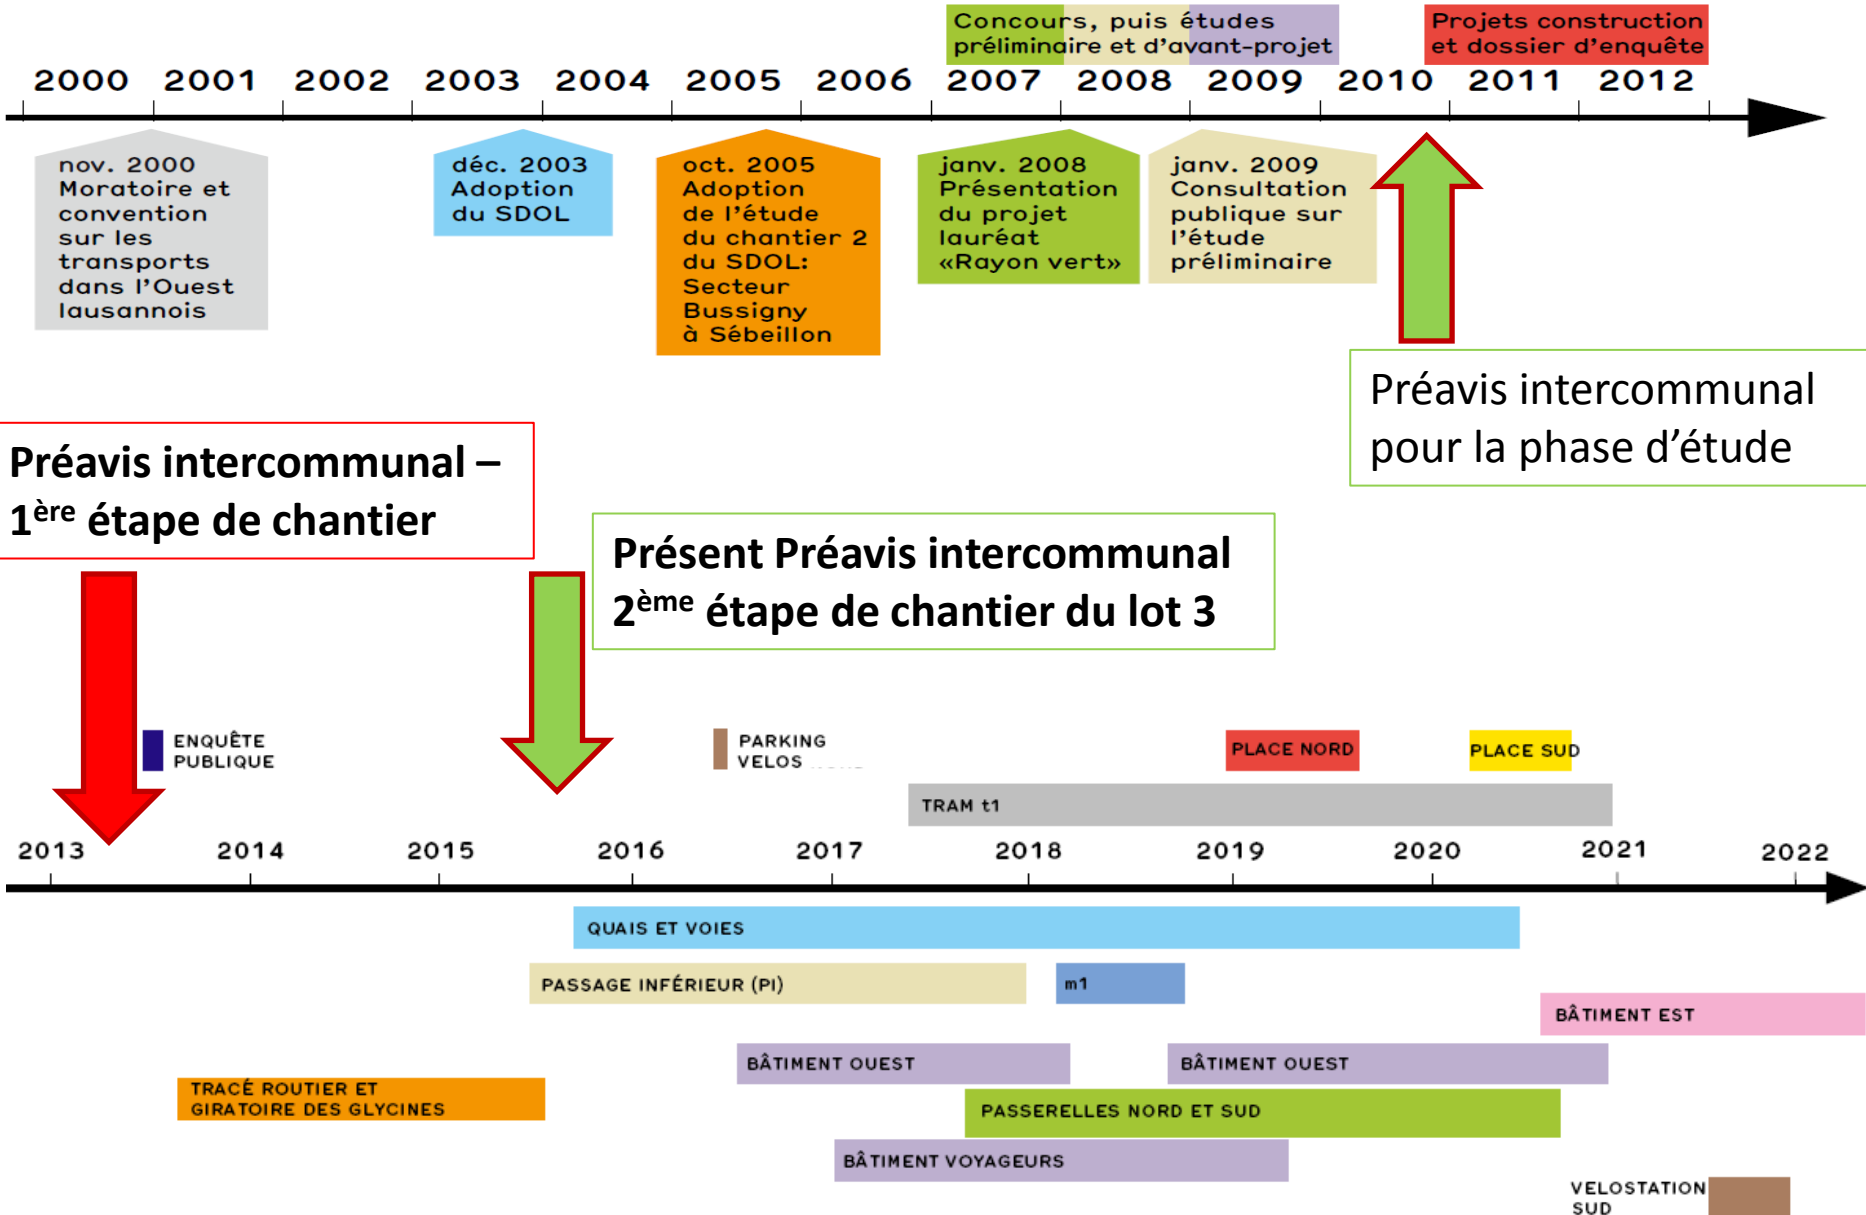 Concours, puis études
préliminaire et d'avant-projet
Projets construction
et dossier d'enquête
2000 2001 2002 2003 2004 2005 2006 2007 2008 2009 2010 2011 2012
nov. 2000
Moratoire et
convention
sur les
transports
dans l'Ouest
lausannois
déc. 2003
Adoption
du SDOL
oct. 2005
Adoption
de l'étude
du chantier 2
du SDOL:
Secteur
Bussigny
à Sébeillon
janv. 2008
Présentation
du projet
lauréat
«Rayon vert»
janv. 2009
Consultation
publique sur
l'étude
préliminaire
Préavis intercommunal
pour la phase d'étude
Préavis intercommunal –
1ère étape de chantier
Présent Préavis intercommunal
2ème étape de chantier du lot 3
ENQUÊTE
PUBLIQUE
PARKING
VELOS
PLACE NORD
PLACE SUD
TRAM t1
2013 2014 2015 2016 2017 2018 2019 2020 2021 2022
QUAIS ET VOIES
PASSAGE INFÉRIEUR (PI)
m1
BÂTIMENT EST
BÂTIMENT OUEST
BÂTIMENT OUEST
TRACÉ ROUTIER ET
GIRATOIRE DES GLYCINES
PASSERELLES NORD ET SUD
BÂTIMENT VOYAGEURS
VELOSTATION
SUD